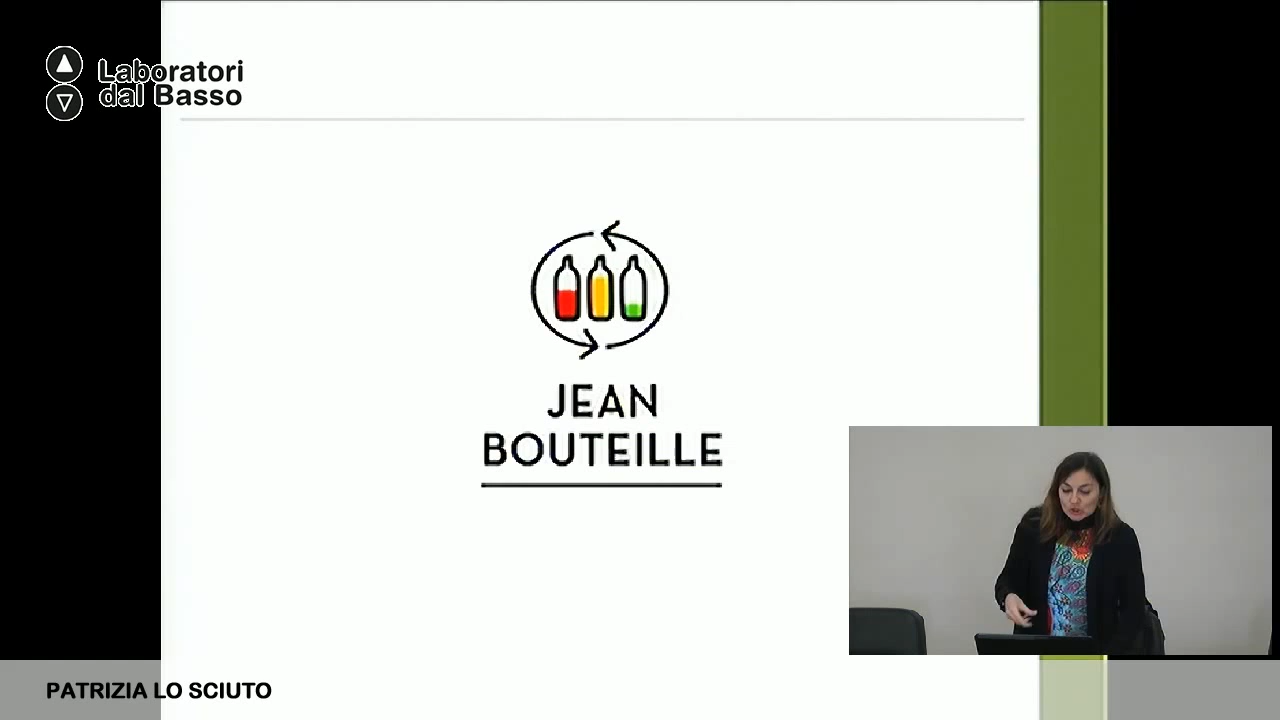 Laboratori
dal Basso
JEAN
BOUTEILLE
PATRIZIA LO SCIUTO